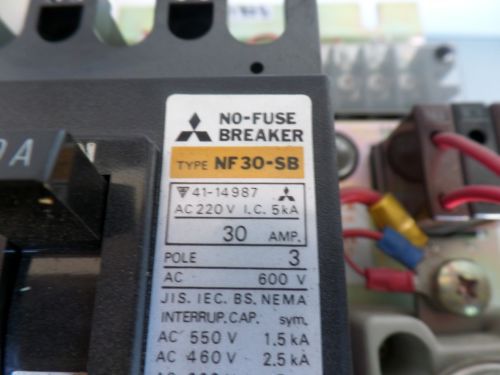 NO-FUSE
BREAKER
TYPE NF30-SB
41-14987
AC220V I.C. 5kA
30 AMP.
POLE 3
AC 600 V
JIS. IEC. BS. NEMA
INTERRUP. CAP. sym.
AC 550 V 1.5 kA
AC 460 V 2.5 kA
0A